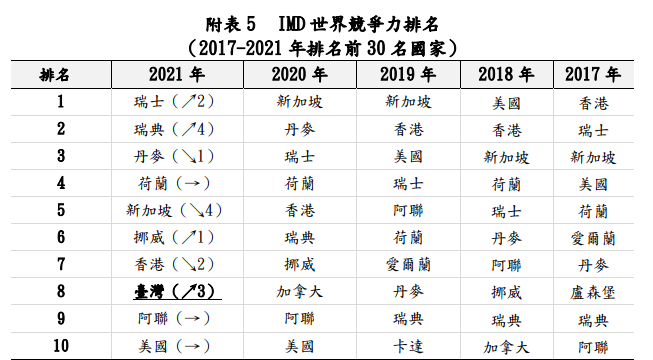 附表 5 IMD 世界競爭力排名
（2017-2021 年排名前 30 名國家）
排名 2021 年 2020 年 2019 年 2018 年 2017 年
1 瑞士（↗2） 新加坡 新加坡 美國 香港
2 瑞典（↗4） 丹麥 香港 香港 瑞士
3 丹麥（↘1） 瑞士 美國 新加坡 新加坡
4 荷蘭（→） 荷蘭 瑞士 荷蘭 美國
5 新加坡（↘4） 香港 阿聯 瑞士 荷蘭
6 挪威（↗1） 瑞典 荷蘭 丹麥 愛爾蘭
7 香港（↘2） 挪威 愛爾蘭 阿聯 丹麥
8 臺灣（↗3） 加拿大 丹麥 挪威 盧森堡
9 阿聯（→） 阿聯 瑞典 瑞典 瑞典
10 美國（→） 美國 卡達 加拿大 阿聯